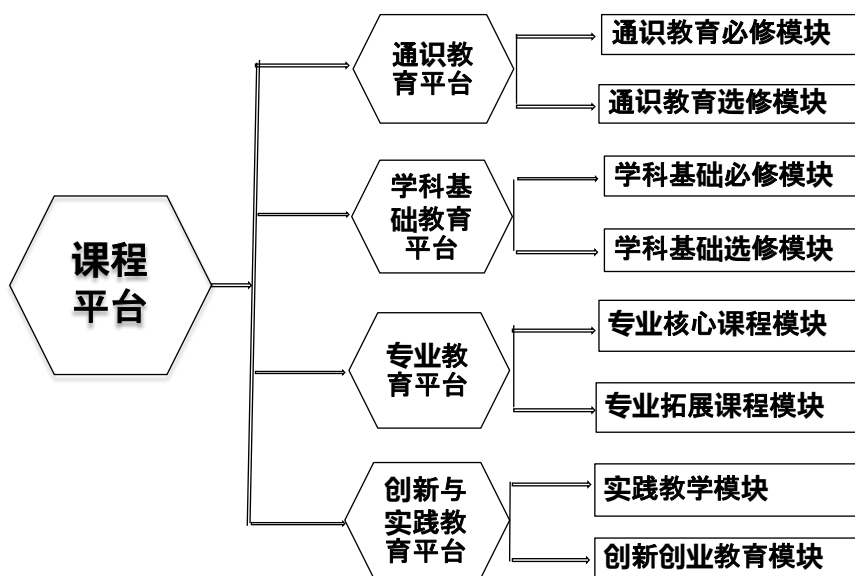 课程
平台
通识教
育平台
通识教育必修模块
通识教育选修模块
学科基
础教育
平台
学科基础必修模块
学科基础选修模块
专业教
育平台
专业核心课程模块
专业拓展课程模块
创新与
实践教
育平台
实践教学模块
创新创业教育模块